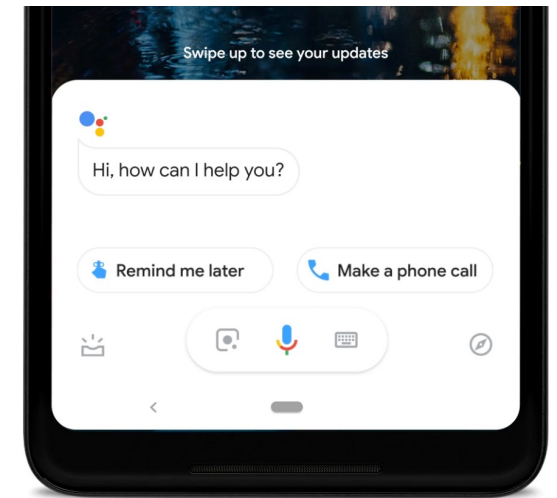 Swipe up to see your updates
Hi, how can I help you?
Remind me later
Make a phone call